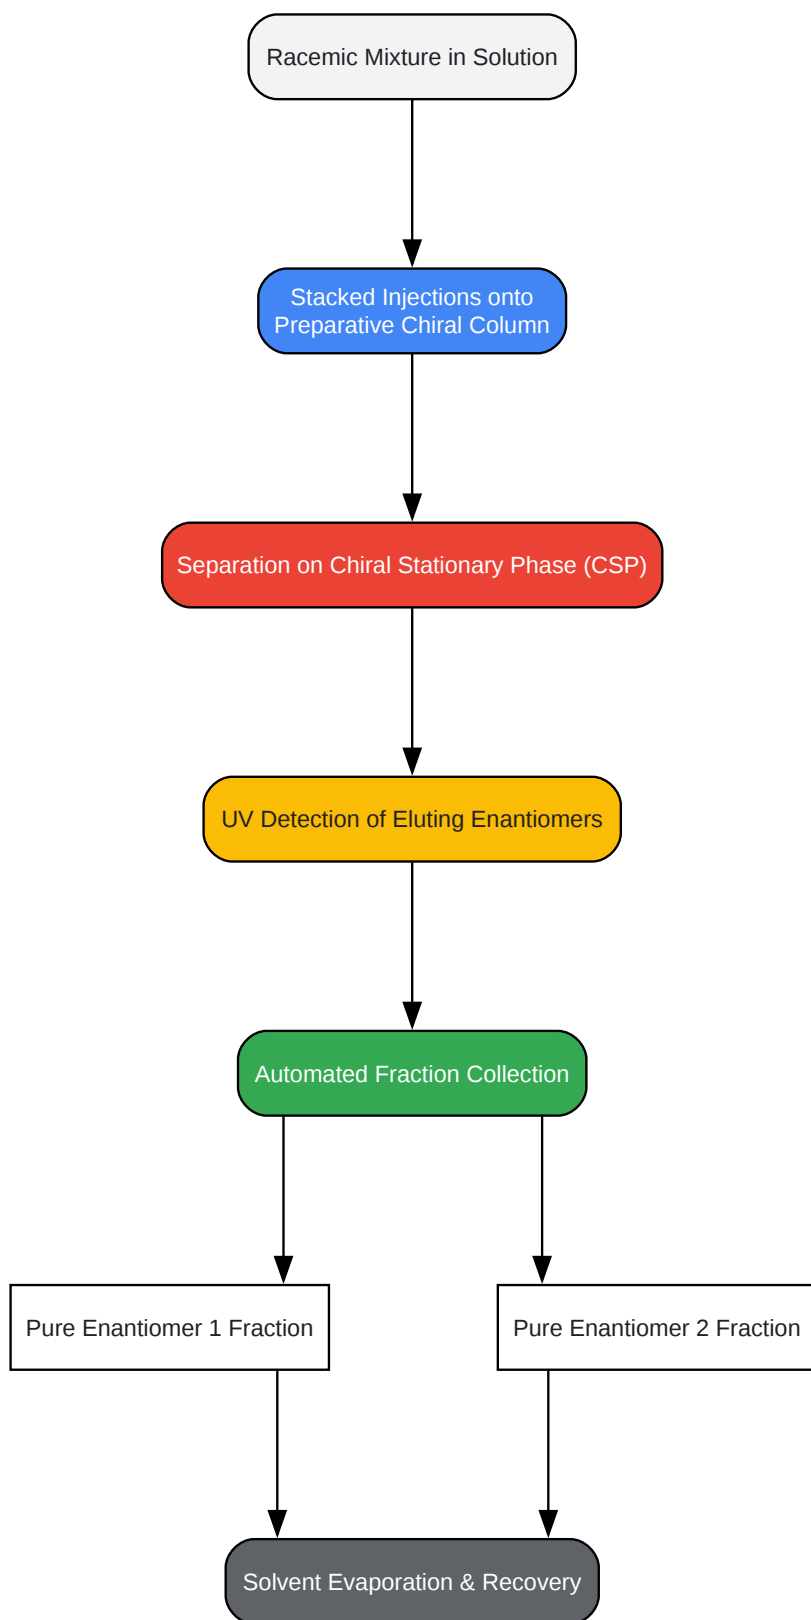 Racemic Mixture in Solution
Stacked Injections onto
Preparative Chiral Column
Separation on Chiral Stationary Phase (CSP)
UV Detection of Eluting Enantiomers
Automated Fraction Collection
Pure Enantiomer 1 Fraction
Pure Enantiomer 2 Fraction
Solvent Evaporation & Recovery